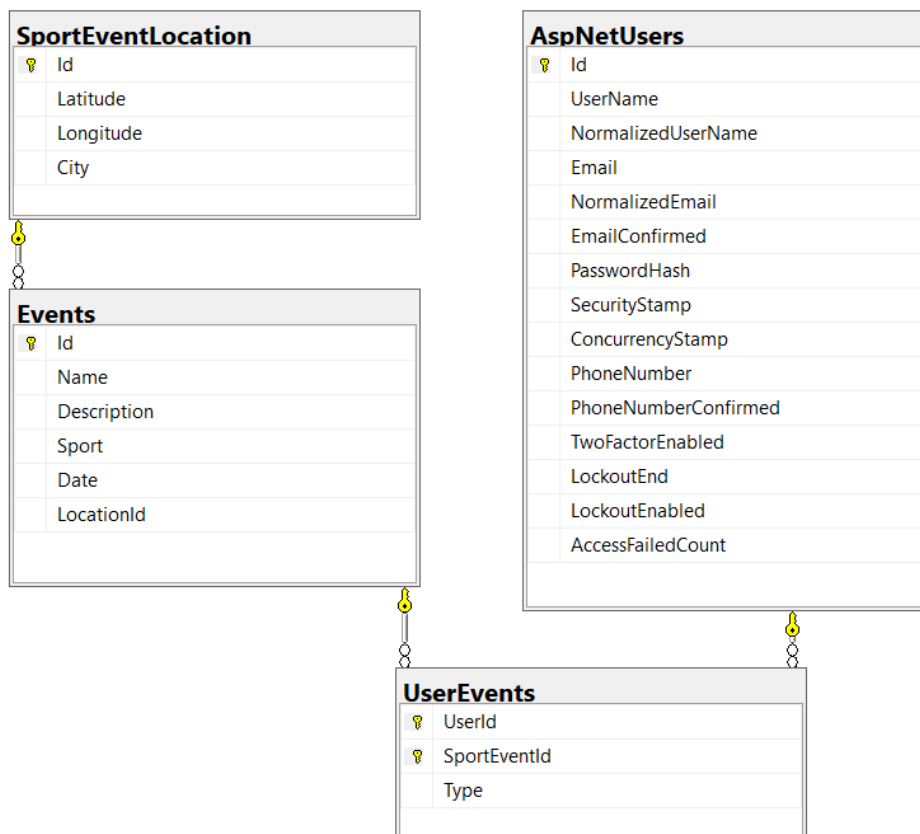 SportEventLocation
Id
Latitude
Longitude
City
Events
Id
Name
Description
Sport
Date
LocationId
AspNetUsers
Id
UserName
NormalizedUserName
Email
NormalizedEmail
EmailConfirmed
PasswordHash
SecurityStamp
ConcurrencyStamp
PhoneNumber
PhoneNumberConfirmed
TwoFactorEnabled
LockoutEnd
LockoutEnabled
AccessFailedCount
UserEvents
UserId
SportEventId
Type